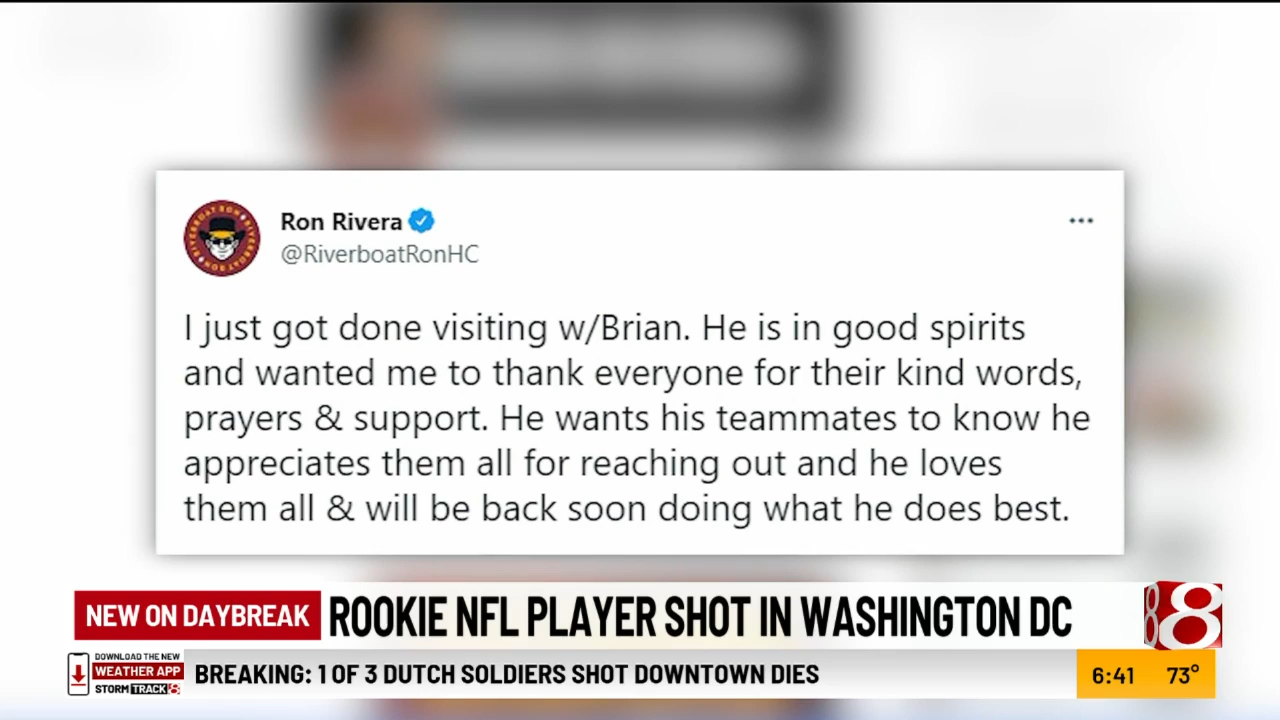 Ron Rivera
@RiverboatRonHC
...
I just got done visiting w/Brian. He is in good spirits
and wanted me to thank everyone for their kind words,
prayers & support. He wants his teammates to know he
appreciates them all for reaching out and he loves
them all & will be back soon doing what he does best.
NEW ON DAYBREAK
ROOKIE NFL PLAYER SHOT IN WASHINGTON DC
8
DOWNLOAD THE NEW
WEATHER APP
STORM TRACK 8
BREAKING: 1 OF 3 DUTCH SOLDIERS SHOT DOWNTOWN DIES
6:41 73°